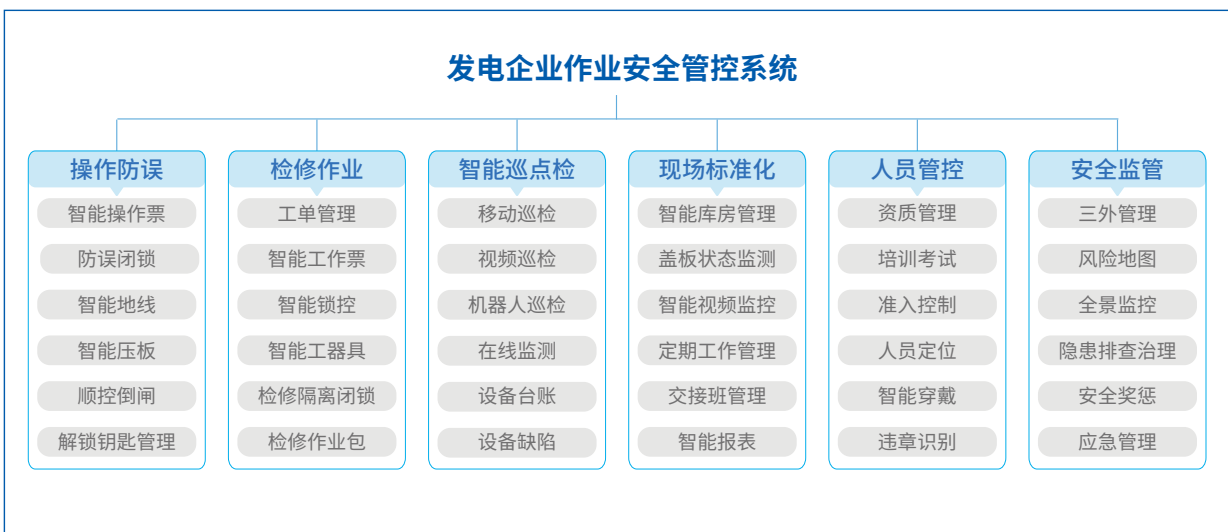 发电企业作业安全管控系统
操作防误
智能操作票
防误闭锁
智能地线
智能压板
顺控倒闸
解锁钥匙管理
检修作业
工单管理
智能工作票
智能锁控
智能工器具
检修隔离闭锁
检修作业包
智能巡点检
移动巡检
视频巡检
机器人巡检
在线监测
设备台账
设备缺陷
现场标准化
智能库房管理
盖板状态监测
智能视频监控
定期工作管理
交接班管理
智能报表
人员管控
资质管理
培训考试
准入控制
人员定位
智能穿戴
违章识别
安全监管
三外管理
风险地图
全景监控
隐患排查治理
安全奖惩
应急管理